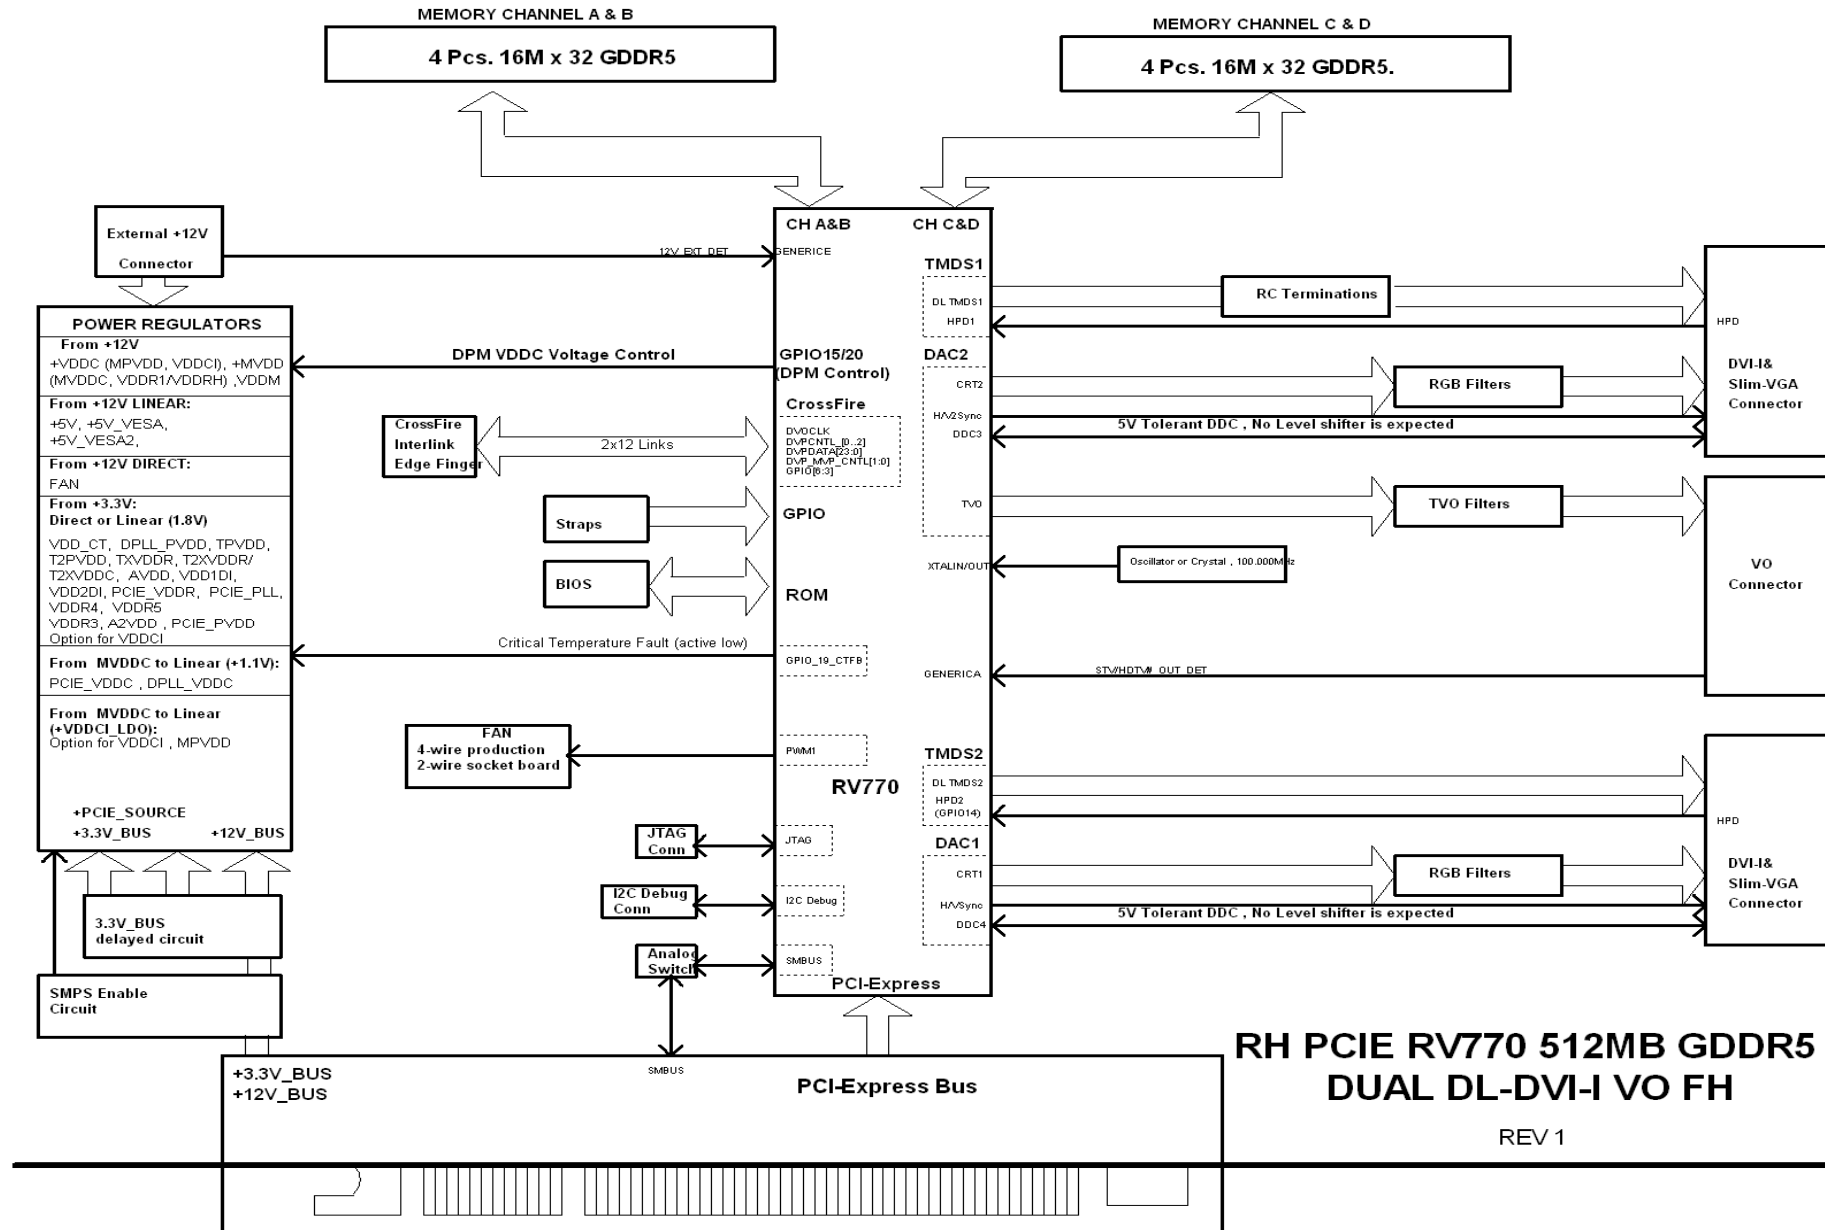 MEMORY CHANNEL A & B
4 Pcs. 16M x 32 GDDR5
MEMORY CHANNEL C & D
4 Pcs. 16M x 32 GDDR5.
External +12V
Connector
12V_EXT_DET
POWER REGULATORS
From +12V
+VDDC (MPVDD, VDDCI), +MVDD
(MVDDC, VDDR1/VDDRH) ,VDDM
From +12V LINEAR:
+5V, +5V_VESA,
+5V_VESA2,
From +12V DIRECT:
FAN
From +3.3V:
Direct or Linear (1.8V)
VDD_CT, DPLL_PVDD, TPVDD,
T2PVDD, TXVDDR, T2XVDDR/
T2XVDDC, AVDD, VDD1DI,
VDD2DI, PCIE_VDDR, PCIE_PLL,
VDDR4, VDDR5
VDDR3, A2VDD , PCIE_PVDD
Option for VDDCI
From MVDDC to Linear (+1.1V):
PCIE_VDDC , DPLL_VDDC
From MVDDC to Linear
(+VDDCI_LDO):
Option for VDDCI , MPVDD
+PCIE_SOURCE
+3.3V_BUS +12V_BUS
3.3V_BUS
delayed circuit
SMPS Enable
Circuit
DPM VDDC Voltage Control
CrossFire
Interlink
Edge Finger
2x12 Links
Straps
BIOS
Critical Temperature Fault (active low)
FAN
4-wire production
2-wire socket board
JTAG
Conn
I2C Debug
Conn
Analog
Switch
CH A&B CH C&D
GENERICE
GPIO15/20
(DPM Control)
CrossFire
DVOCLK
DVPCNTL_[0..2]
DVPDATA[23:0]
DVP_MVP_CNTL[1:0]
GPIO[6:3]
GPIO
ROM
GPIO_19_CTFB
PWM1
RV770
JTAG
I2C Debug
SMBUS
PCI-Express
TMDS1
DL TMDS1
HPD1
DAC2
CRT2
H/V2Sync
DDC3
TVO
XTALIN/OUT
GENERICA
TMDS2
DL TMDS2
HPD2
(GPIO14)
DAC1
CRT1
H/VSync
DDC4
RC Terminations
RGB Filters
5V Tolerant DDC , No Level shifter is expected
TVO Filters
Oscillator or Crystal , 100.000MHz
STV/HDTV# OUT DET
RGB Filters
5V Tolerant DDC , No Level shifter is expected
HPD
DVI-I&
Slim-VGA
Connector
VO
Connector
HPD
DVI-I&
Slim-VGA
Connector
+3.3V_BUS
+12V_BUS
SMBUS
PCI-Express Bus
RH PCIE RV770 512MB GDDR5
DUAL DL-DVI-I VO FH
REV 1